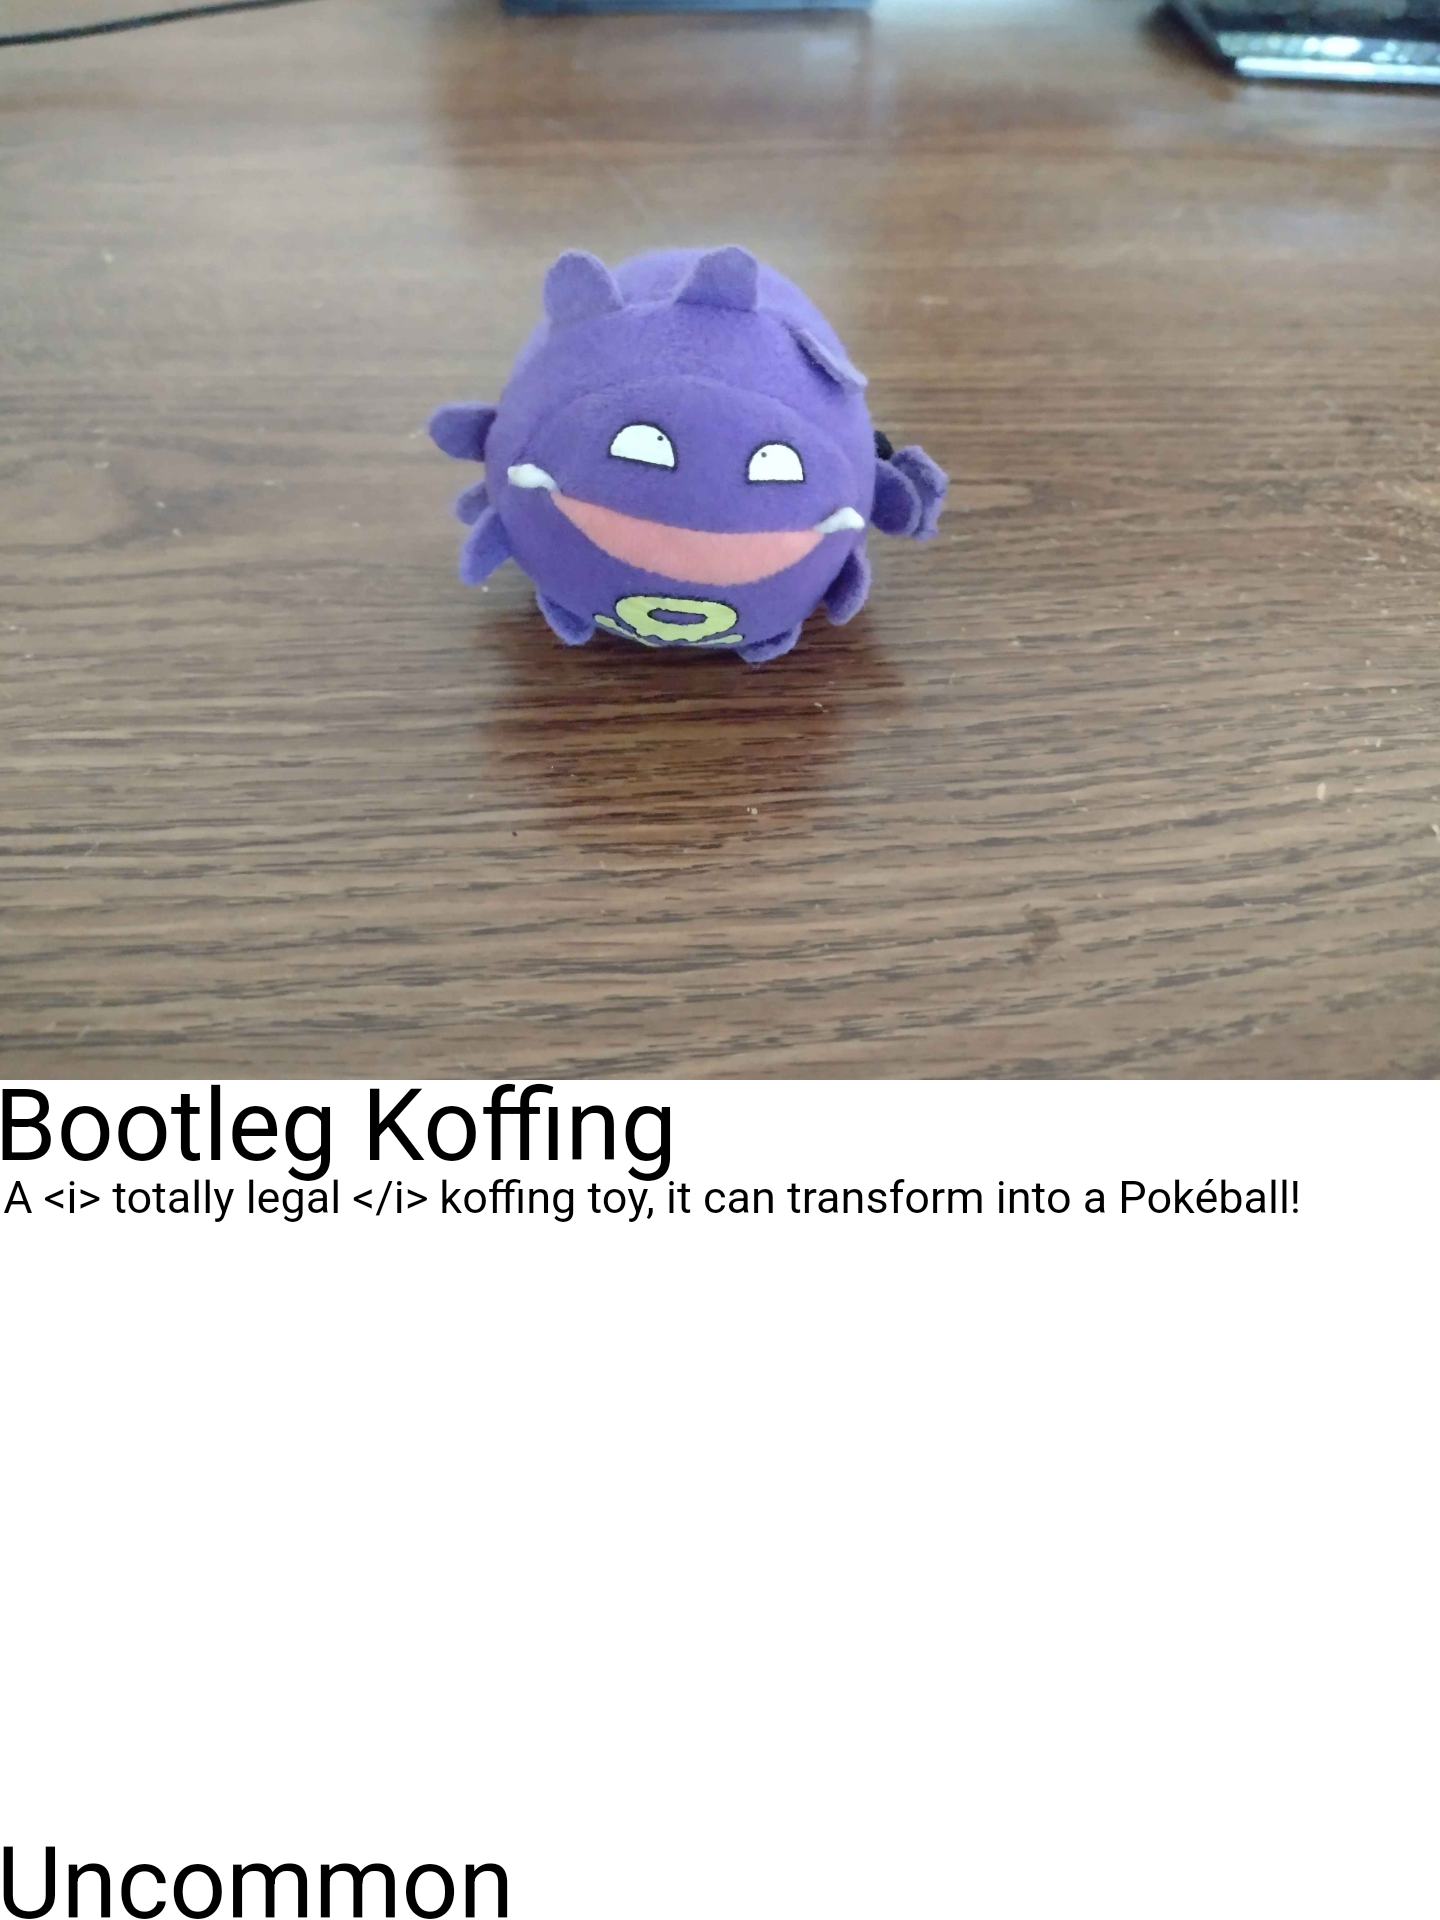 Bootleg Koffing
A <i> totally legal </i> koffing toy, it can transform into a Pokéball!
Uncommon